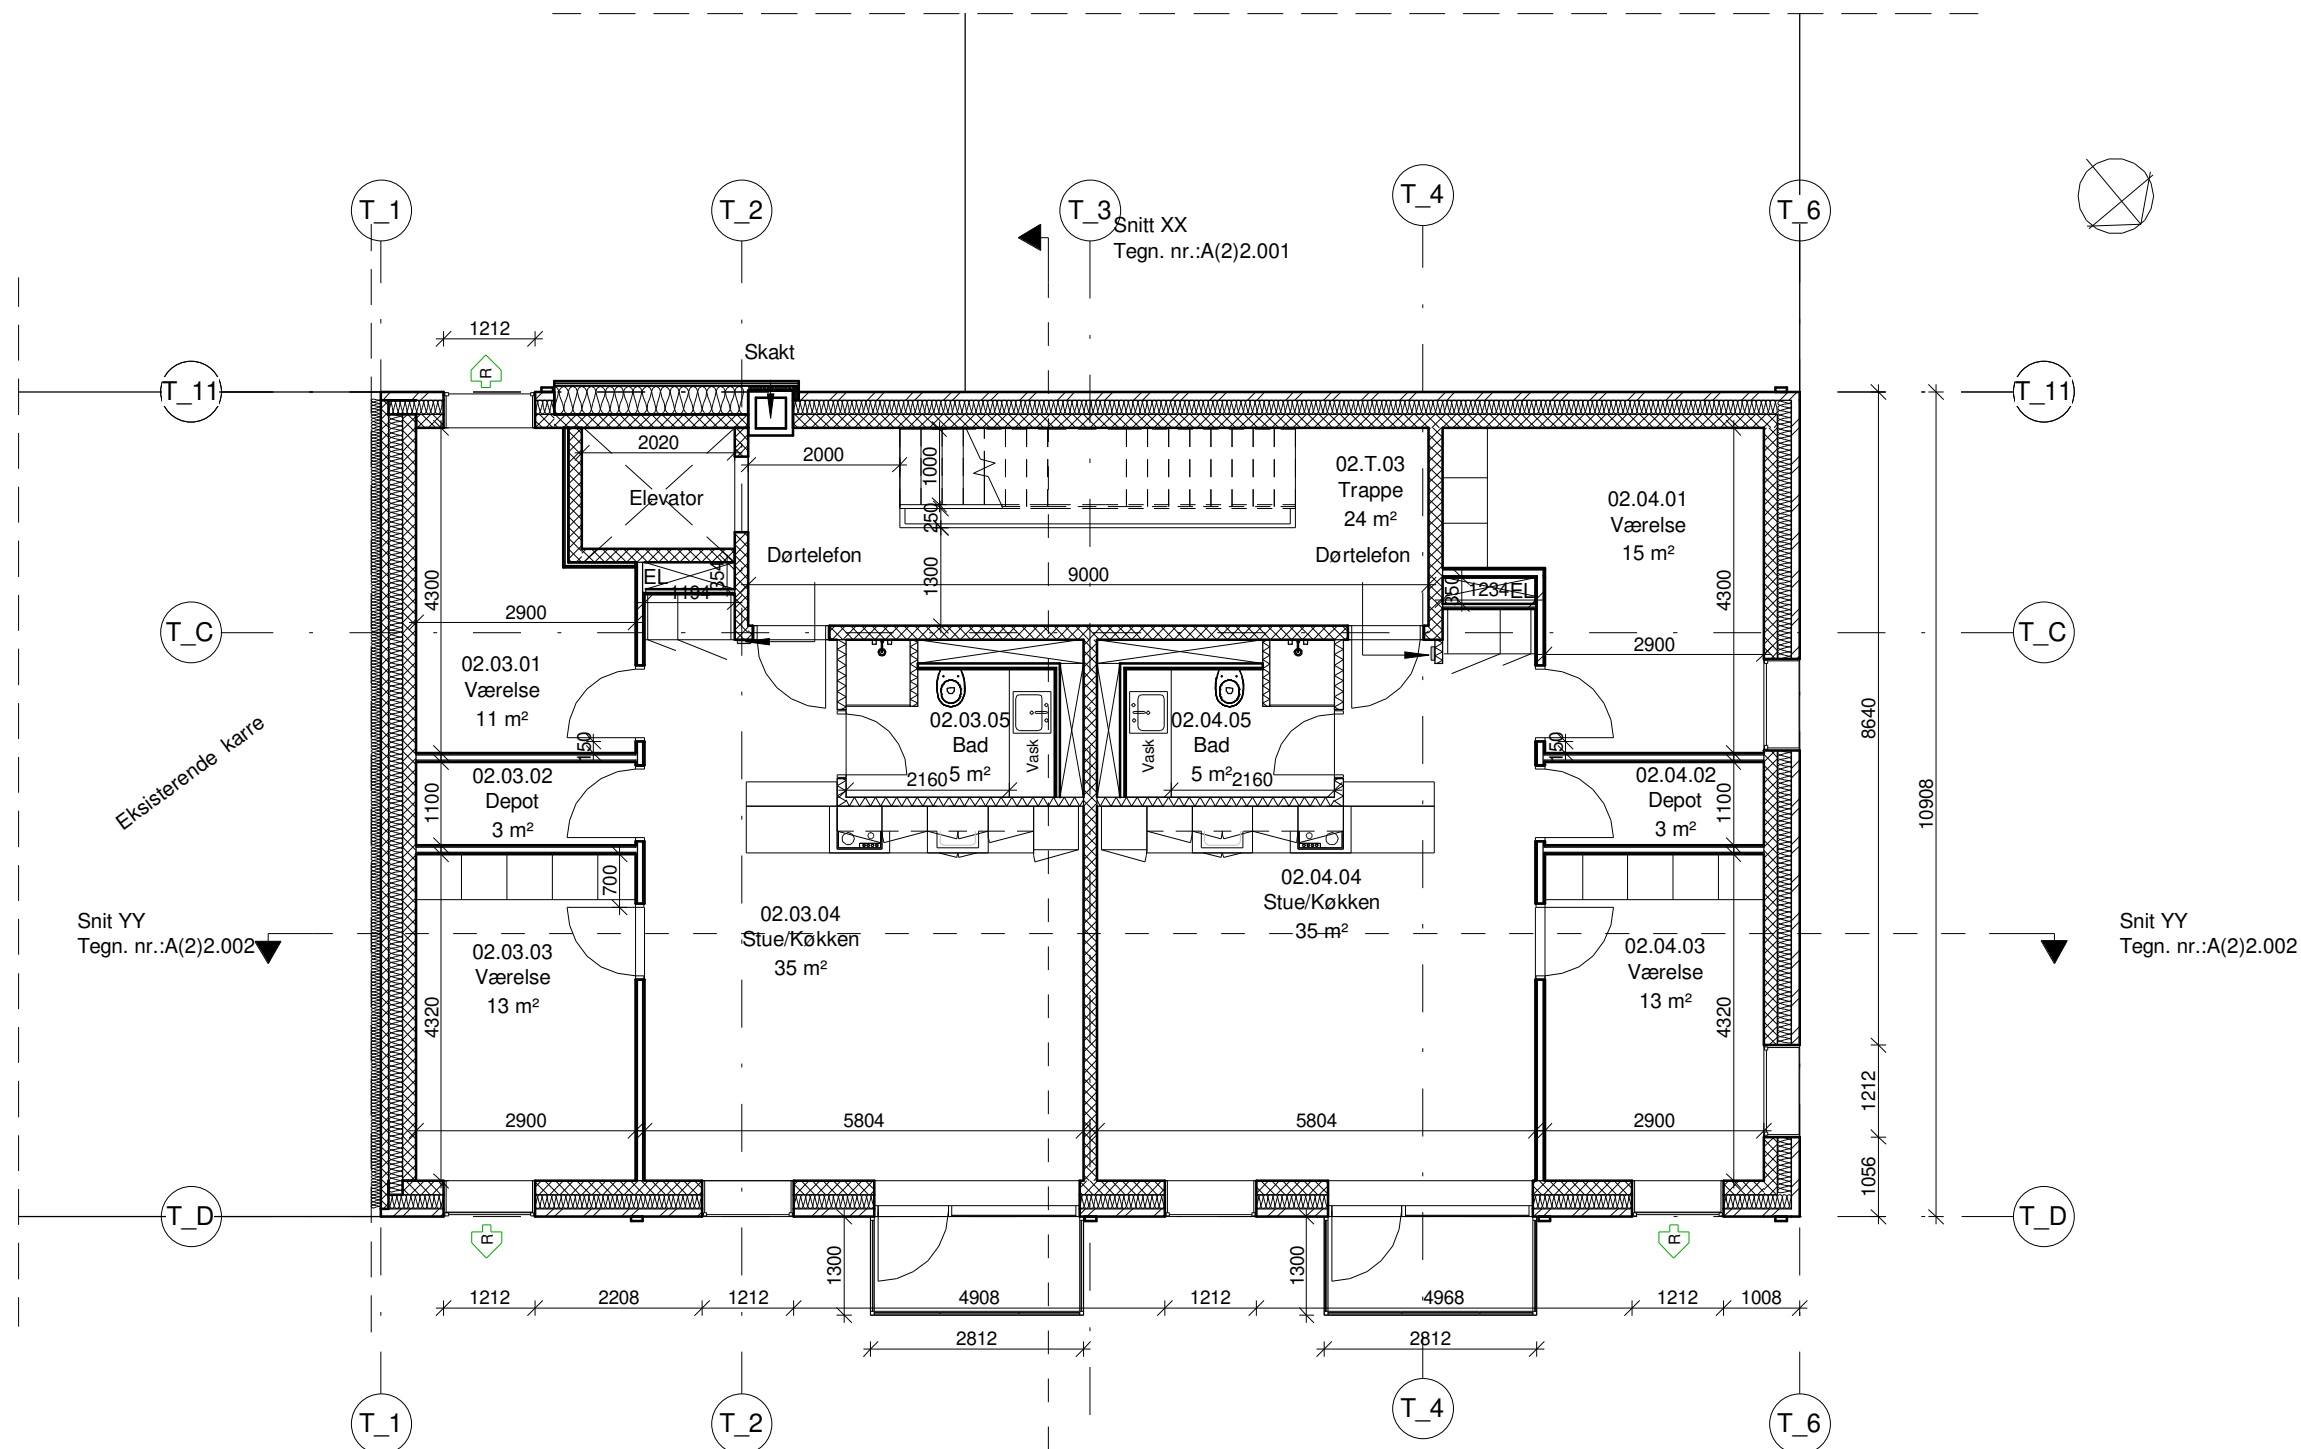 T_1
T_2
T_3
T_4
T_6
Snitt XX
Tegn. nr.:A(2)2.001
1212
R
Skakt
T_11
T_11
2020
2000
1000
250
Elevator
02.T.03
Trappe
24 m²
02.04.01
Værelse
15 m²
Dørtelefon
Dørtelefon
EL
354
1194
9000
1300
350
1234
EL
4300
4300
2900
2900
T_C
T_C
02.03.01
Værelse
11 m²
150
02.03.05
Bad
5 m²
Vask
2160
02.04.05
Bad
5 m²
Vask
2160
150
8640
10908
Eksisterende karre
02.03.02
Depot
3 m²
1100
02.04.02
Depot
3 m²
1100
700
02.03.04
Stue/Køkken
35 m²
02.04.04
Stue/Køkken
35 m²
Snit YY
Tegn. nr.:A(2)2.002
Snit YY
Tegn. nr.:A(2)2.002
02.03.03
Værelse
13 m²
02.04.03
Værelse
13 m²
4320
4320
2900
5804
5804
2900
1212
1056
T_D
T_D
R
R
1300
1300
1212
2208
1212
4908
1212
4968
1212
1008
2812
2812
T_1
T_2
T_4
T_6